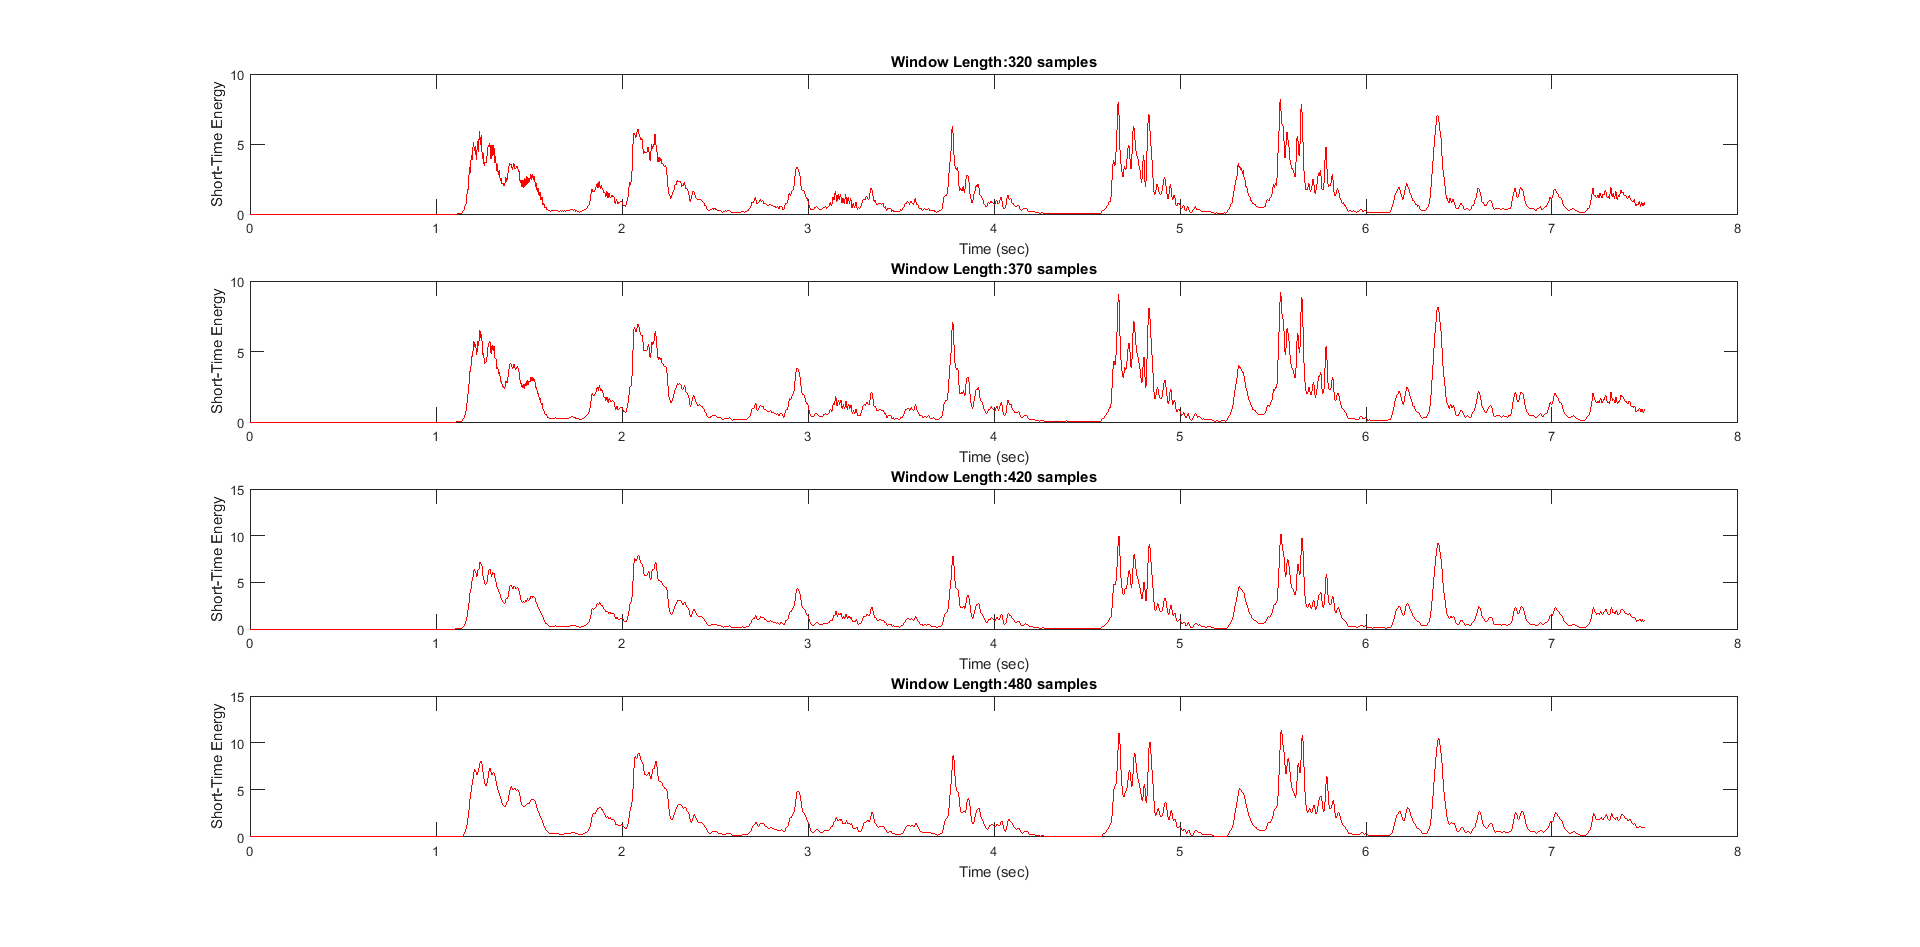 Window Length:320 samples
Short-Time Energy
10
5
0
0 1 2 3 4 5 6 7 8
Time (sec)
Window Length:370 samples
Short-Time Energy
10
5
0
0 1 2 3 4 5 6 7 8
Time (sec)
Window Length:420 samples
Short-Time Energy
15
10
5
0
0 1 2 3 4 5 6 7 8
Time (sec)
Window Length:480 samples
Short-Time Energy
15
10
5
0
0 1 2 3 4 5 6 7 8
Time (sec)